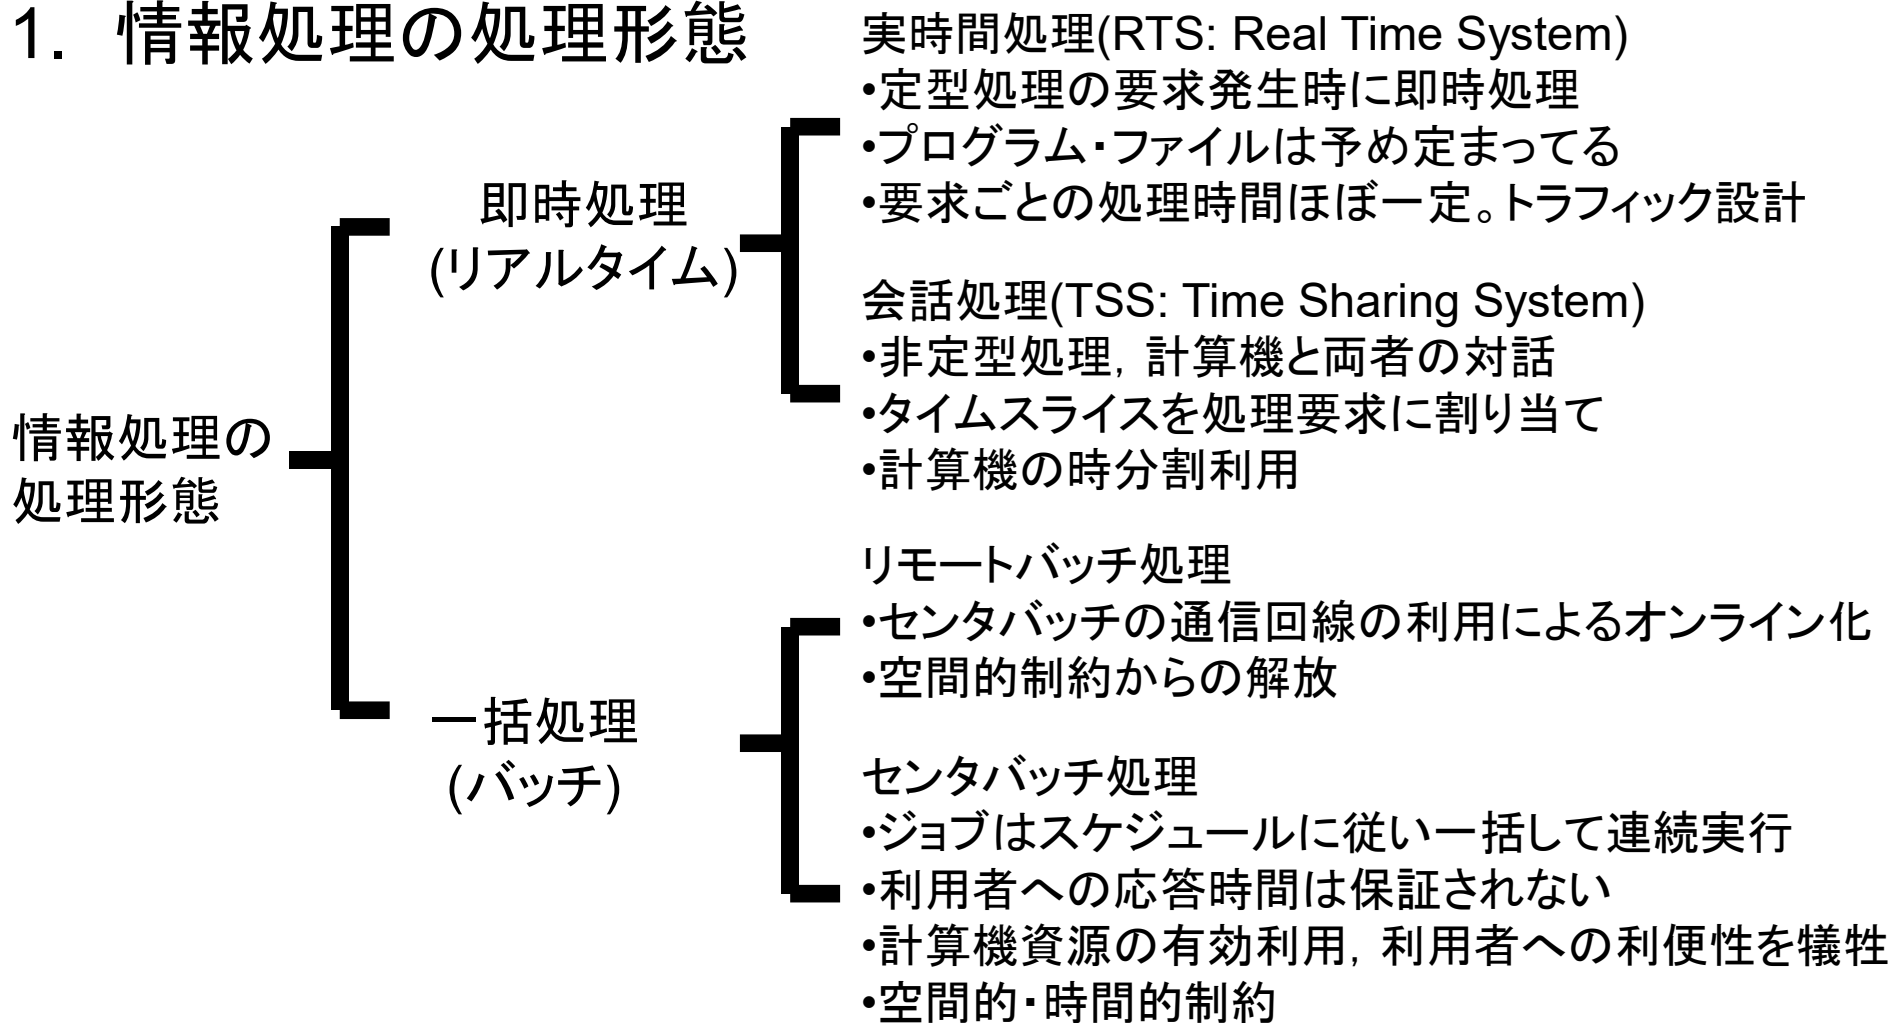 1. 情報処理の処理形態
情報処理の
処理形態
即時処理
(リアルタイム)
実時間処理(RTS: Real Time System)
•定型処理の要求発生時に即時処理
•プログラム・ファイルは予め定まってる
•要求ごとの処理時間ほぼ一定。トラフィック設計
会話処理(TSS: Time Sharing System)
•非定型処理，計算機と両者の対話
•タイムスライスを処理要求に割り当て
•計算機の時分割利用
一括処理
(バッチ)
リモートバッチ処理
•センタバッチの通信回線の利用によるオンライン化
•空間的制約からの解放
センタバッチ処理
•ジョブはスケジュールに従い一括して連続実行
•利用者への応答時間は保証されない
•計算機資源の有効利用，利用者への利便性を犠牲
•空間的・時間的制約